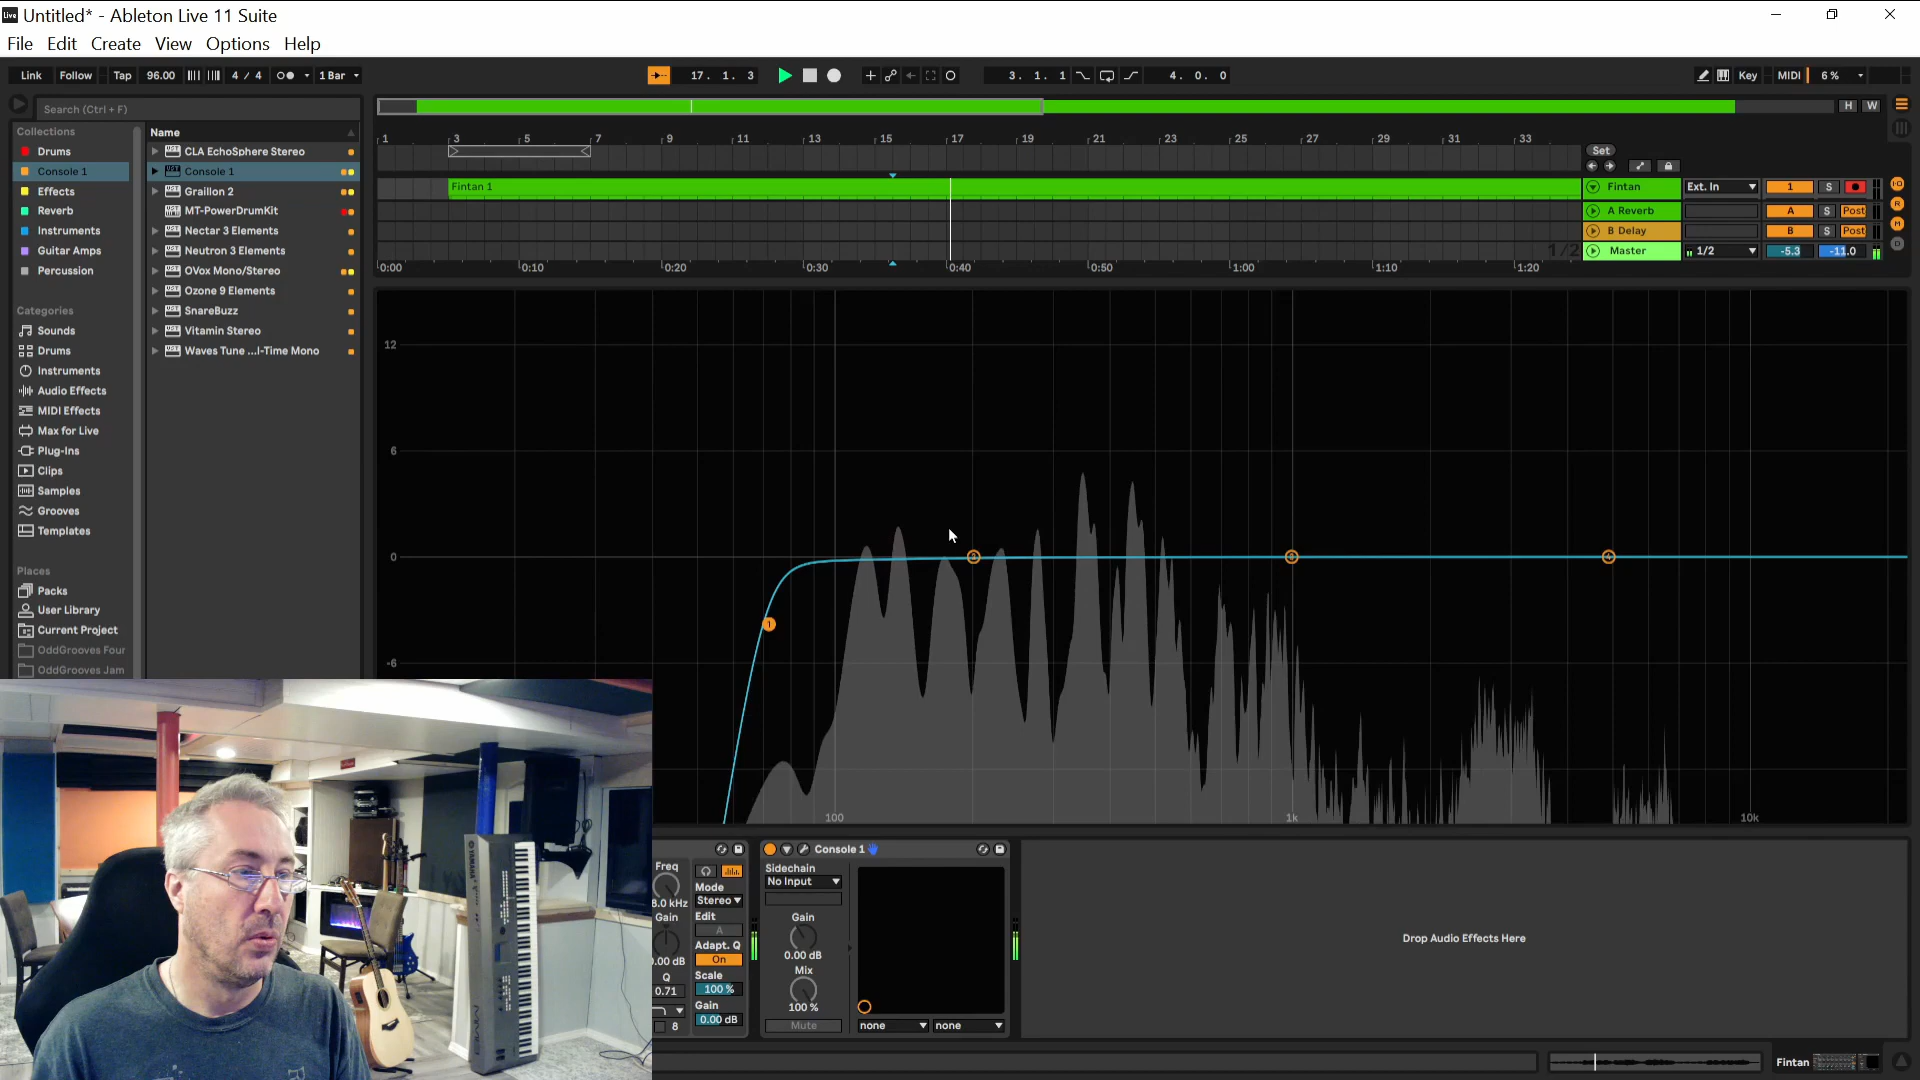 Untitled* - Ableton Live 11 Suite
File Edit Create View Options Help
Link Follow Tap 96.00 4 / 4 1 Bar 17. 1. 3 3. 1. 1 4. 0. 0 Key MIDI 6 %
Search (Ctrl + F)
H W
Collections
Drums
Console 1
Effects
Reverb
Instruments
Guitar Amps
Percussion
Categories
Sounds
Drums
Instruments
Audio Effects
MIDI Effects
Max for Live
Plug-Ins
Clips
Samples
Grooves
Templates
Places
Packs
User Library
Current Project
OddGrooves Four
OddGrooves Jam
Name
CLA EchoSphere Stereo
Console 1
Graillon 2
MT-PowerDrumKit
Nectar 3 Elements
Neutron 3 Elements
OVox Mono/Stereo
Ozone 9 Elements
SnareBuzz
Vitamin Stereo
Waves Tune ...l-Time Mono
1 3 5 7 9 11 13 15 17 19 21 23 25 27 29 31 33
Set
Fintan 1
Fintan Ext. In 1 S
A Reverb A S Post
B Delay B S Post
1/2 Master 1/2 -5.3 -11.0
0:00 0:10 0:20 0:30 0:40 0:50 1:00 1:10 1:20
12
6
0
-6
1
4
100 1k 10k
Freq
8.0 kHz
Gain
0.00 dB
Q
0.71
8
Mode
Stereo
Edit
A
Adapt. Q
On
Scale
100 %
Gain
0.00 dB
Console 1
Sidechain
No Input
Gain
0.00 dB
Mix
100 %
Mute
none none
Drop Audio Effects Here
Fintan
YAMAHA